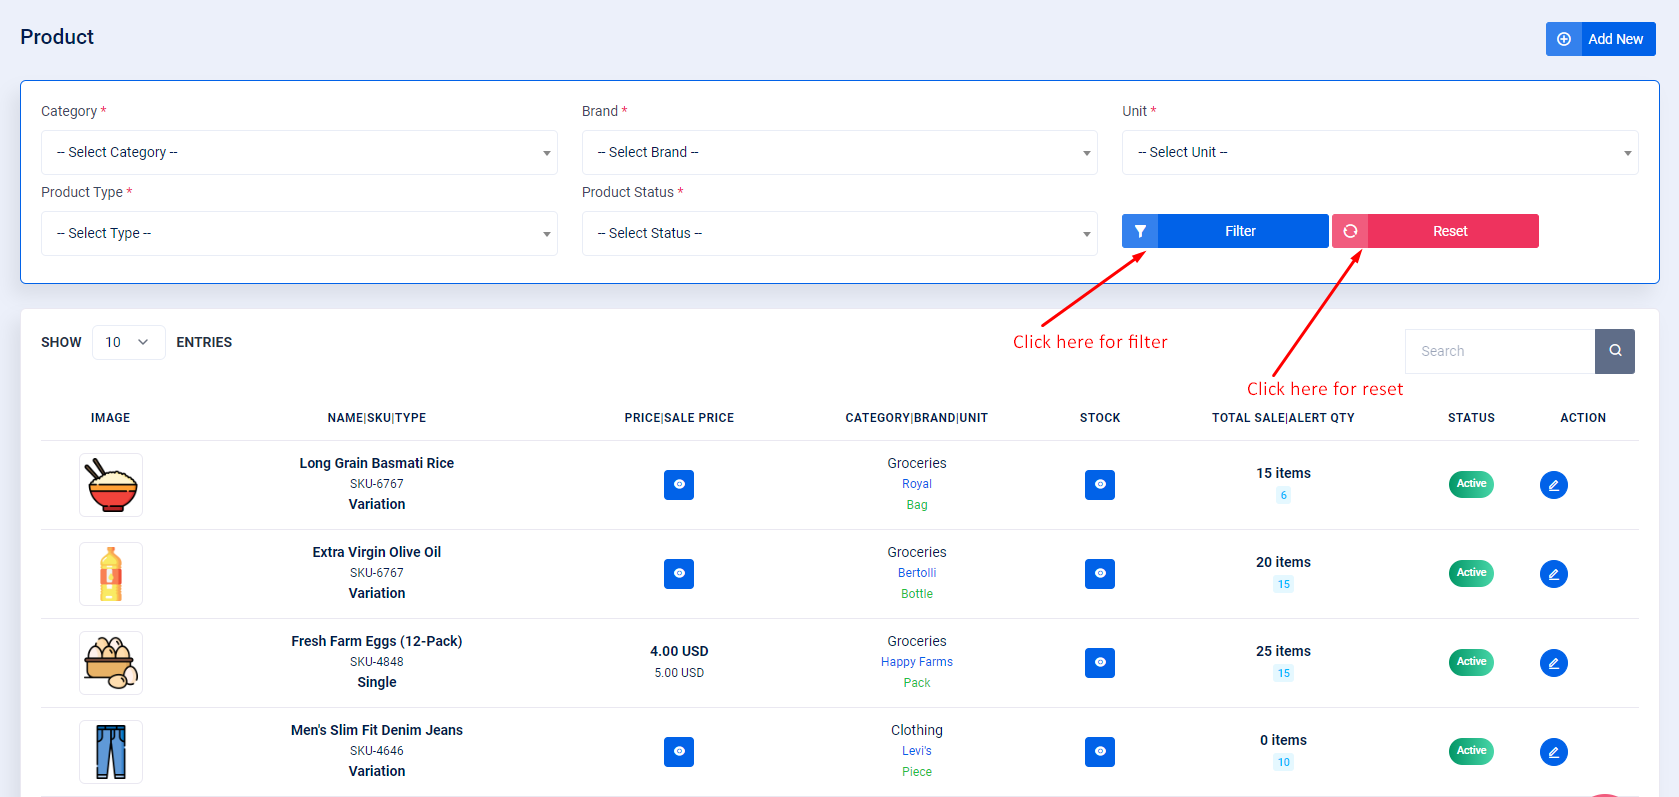 Product
Add New
Category *
Brand *
Unit *
-- Select Category --
-- Select Brand --
-- Select Unit --
Product Type *
Product Status *
-- Select Type --
-- Select Status --
Filter
Reset
Click here for filter
Click here for reset
SHOW 10 ENTRIES
Search
IMAGE NAME|SKU|TYPE PRICE|SALE PRICE CATEGORY|BRAND|UNIT STOCK TOTAL SALE|ALERT QTY STATUS ACTION
Long Grain Basmati Rice
SKU-6767
Variation
Groceries
Royal
Bag
15 items
6
Active
Extra Virgin Olive Oil
SKU-6767
Variation
Groceries
Bertolli
Bottle
20 items
15
Active
Fresh Farm Eggs (12-Pack)
SKU-4848
Single
4.00 USD
5.00 USD
Groceries
Happy Farms
Pack
25 items
15
Active
Men's Slim Fit Denim Jeans
SKU-4646
Variation
Clothing
Levi's
Piece
0 items
10
Active